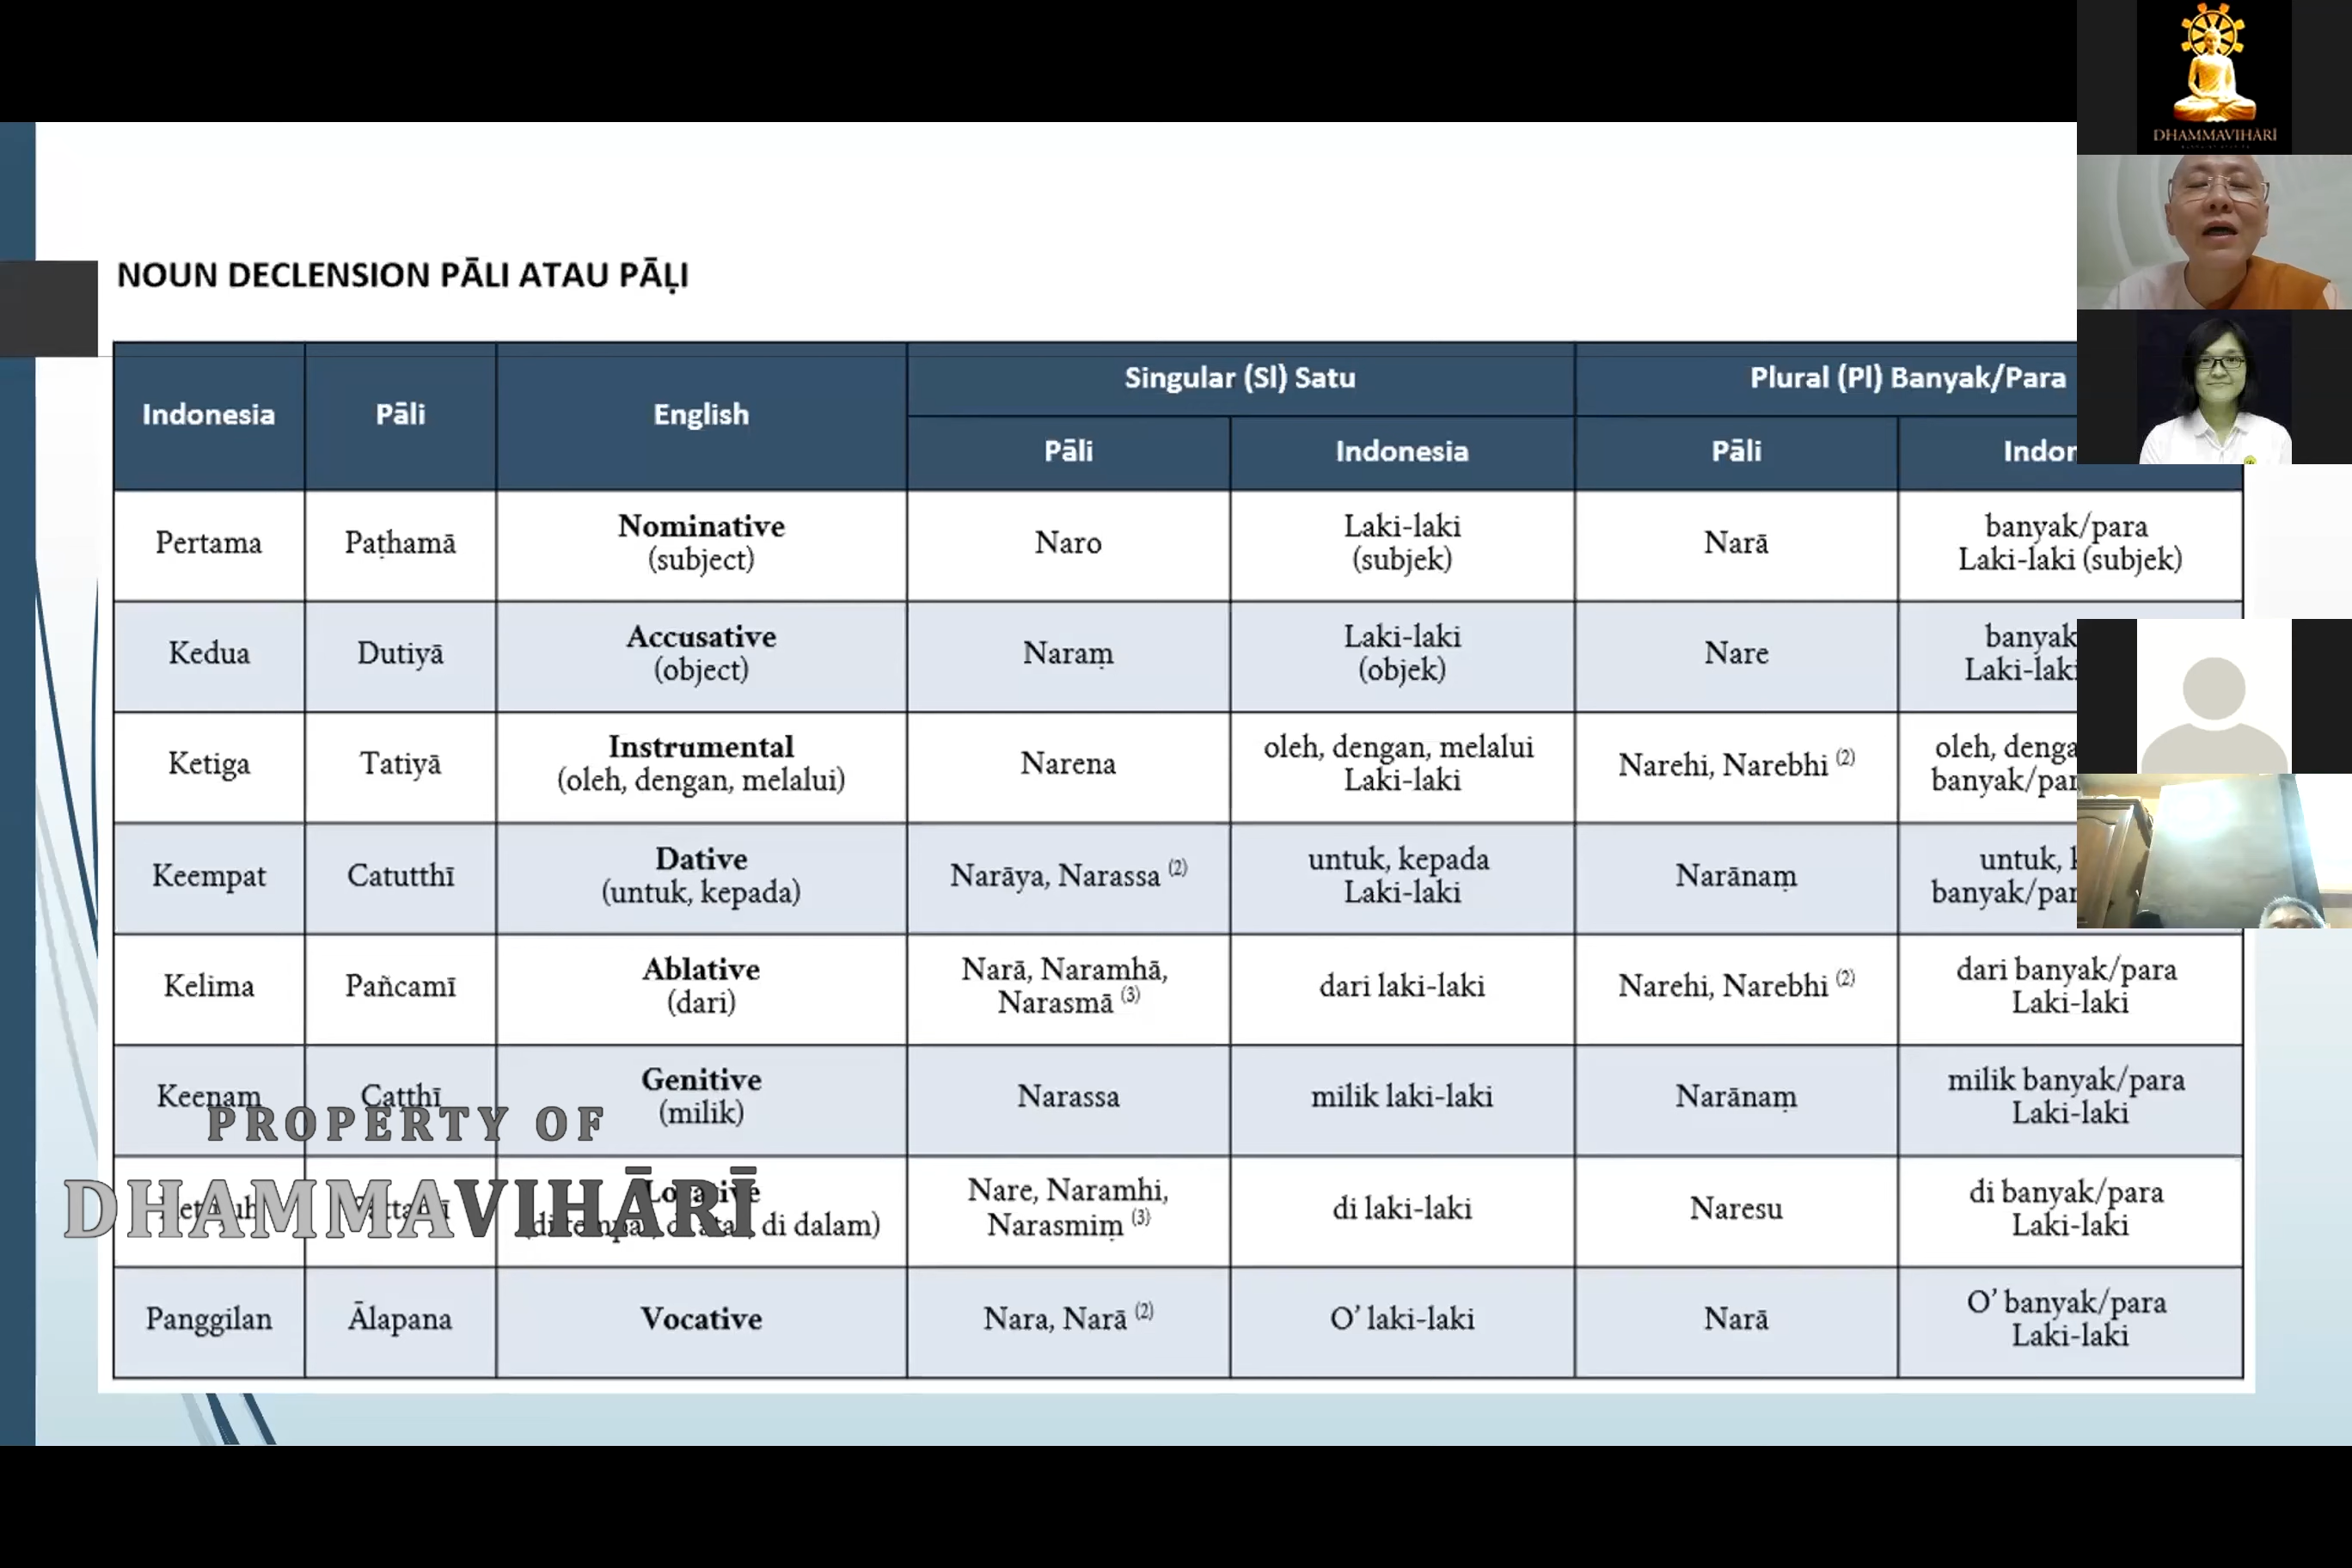 DHAMMAVIHĀRĪ
NOUN DECLENSION PĀLI ATAU PĀḶI
Indonesia Pāli English Singular (Sl) Satu Plural (Pl) Banyak/Para
Pāli Indonesia Pāli
Pertama Paṭhamā Nominative (subject) Naro Laki-laki (subjek) Narā banyak/para Laki-laki (subjek)
Kedua Dutiyā Accusative (object) Naraṃ Laki-laki (objek) Nare banyak
Ketiga Tatiyā Instrumental (oleh, dengan, melalui) Narena oleh, dengan, melalui Laki-laki Narehi, Narebhi (2) oleh,
Keempat Catutthī Dative (untuk, kepada) Narāya, Narassa (2) untuk, kepada Laki-laki Narānaṃ untuk,
Kelima Pañcamī Ablative (dari) Narā, Naramhā, Narasmā (3) dari laki-laki Narehi, Narebhi (2) dari banyak/para Laki-laki
Keenam Catṭhī Genitive (milik) Narassa milik laki-laki Narānaṃ milik banyak/para Laki-laki
di dalam) Nare, Naramhi, Narasmiṃ (3) di laki-laki Naresu di banyak/para Laki-laki
Panggilan Ālapana Vocative Nara, Narā (2) O’ laki-laki Narā O’ banyak/para Laki-laki
PROPERTY OF
DHAMMAVIHĀRĪ